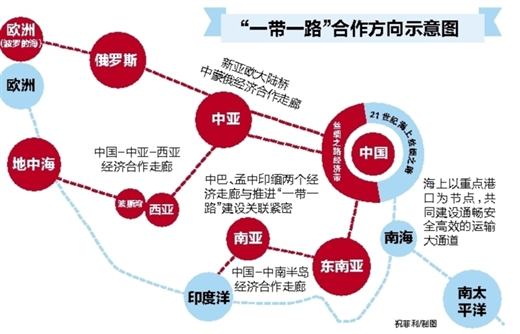 “一带一路”合作方向示意图
欧洲
(波罗的海)
俄罗斯
欧洲
新亚欧大陆桥
中蒙俄经济合作走廊
中亚
21世纪海上丝绸之路
丝绸之路经济带
中国
地中海
中国-中亚-西亚
经济合作走廊
波斯湾
西亚
中巴、孟中印缅两个经
济走廊与推进“一带一
路”建设关联紧密
海上以重点港
口为节点，共
同建设通畅安
全高效的运输
大通道
南亚
东南亚
南海
印度洋
中国-中南半岛
经济合作走廊
南太
平洋
祝菲利/制图